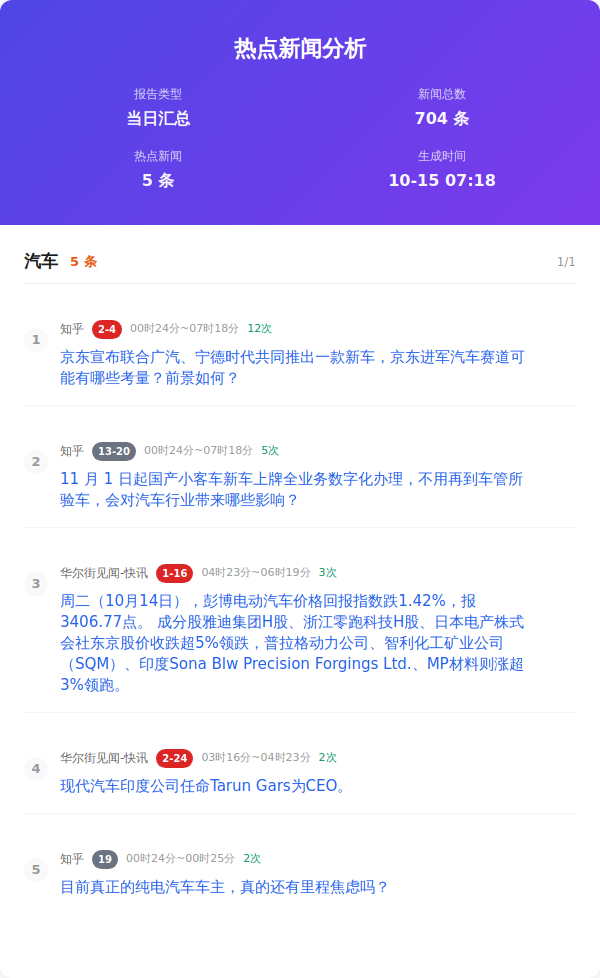 热点新闻分析
报告类型
当日汇总
新闻总数
704 条
热点新闻
5 条
生成时间
10-15 07:18
汽车 5 条 1/1
1
知乎 2-4 00时24分~07时18分 12次
京东宣布联合广汽、宁德时代共同推出一款新车，京东进军汽车赛道可
能有哪些考量？前景如何？
2
知乎 13-20 00时24分~07时18分 5次
11 月 1 日起国产小客车新车上牌全业务数字化办理，不用再到车管所
验车，会对汽车行业带来哪些影响？
3
华尔街见闻-快讯 1-16 04时23分~06时19分 3次
周二（10月14日），彭博电动汽车价格回报指数跌1.42%，报
3406.77点。 成分股雅迪集团H股、浙江零跑科技H股、日本电产株式
会社东京股价收跌超5%领跌，普拉格动力公司、智利化工矿业公司
（SQM）、印度Sona Blw Precision Forgings Ltd.、MP材料则涨超
3%领跑。
4
华尔街见闻-快讯 2-24 03时16分~04时23分 2次
现代汽车印度公司任命Tarun Gars为CEO。
5
知乎 19 00时24分~00时25分 2次
目前真正的纯电汽车车主，真的还有里程焦虑吗？